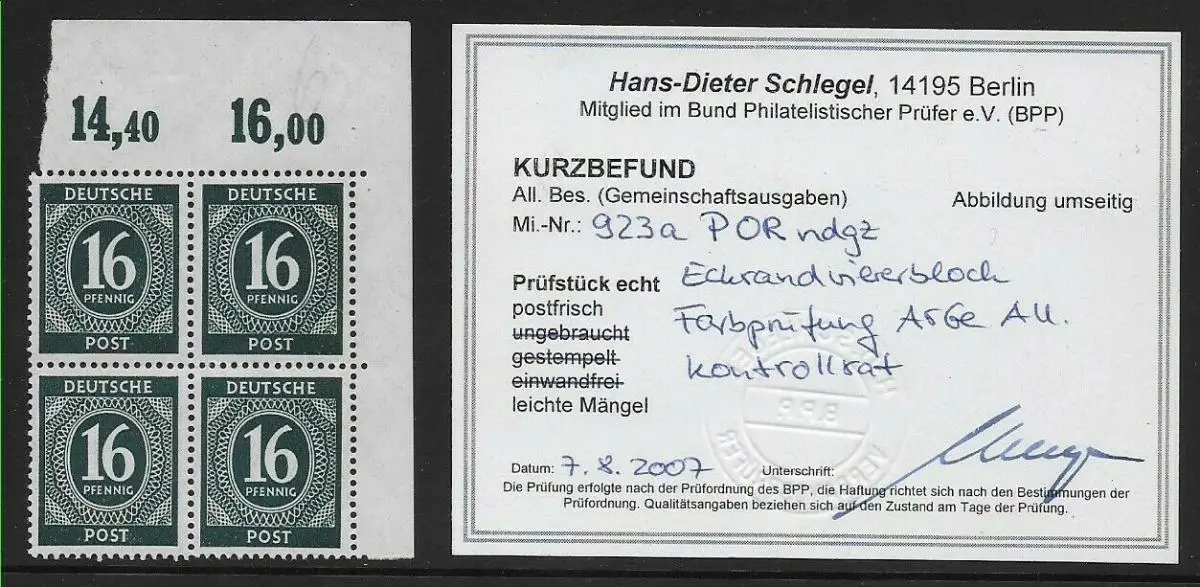 14,40 16,00
DEUTSCHE DEUTSCHE
16 16
PFENNIG PFENNIG
POST POST
DEUTSCHE DEUTSCHE
16 16
PFENNIG PFENNIG
POST POST
Hans-Dieter Schlegel, 14195 Berlin
Mitglied im Bund Philatelistischer Prüfer e.V. (BPP)
KURZBEFUND
All. Bes. (Gemeinschaftsausgaben) Abbildung umseitig
Mi.-Nr.: 923a POR ndgz
Prüfstück echt Eckrandviererblock
postfrisch Farbprüfung ArGe All.
ungebraucht
gestempelt Kontrollrat
einwandfrei
leichte Mängel
Datum: 7.8.2007 Unterschrift:
Die Prüfung erfolgte nach der Prüfordnung des BPP, die Haftung richtet sich nach den Bestimmungen der
Prüfordnung. Qualitätsangaben beziehen sich auf den Zustand am Tage der Prüfung.